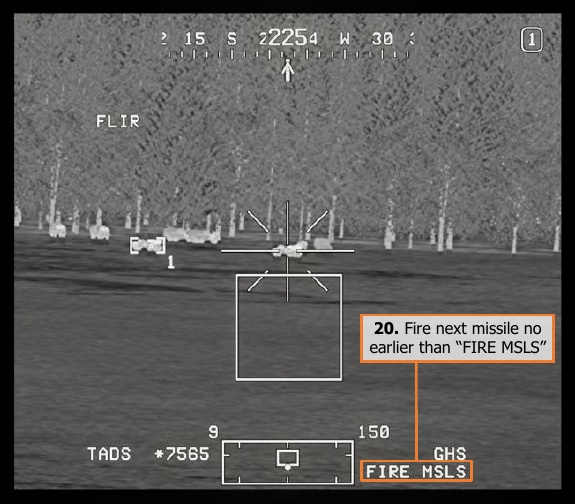 15 S 2254 W 30
1
FLIR
1
20. Fire next missile no
earlier than “FIRE MSLS”
9 150
TADS *7565 GHS
FIRE MSLS